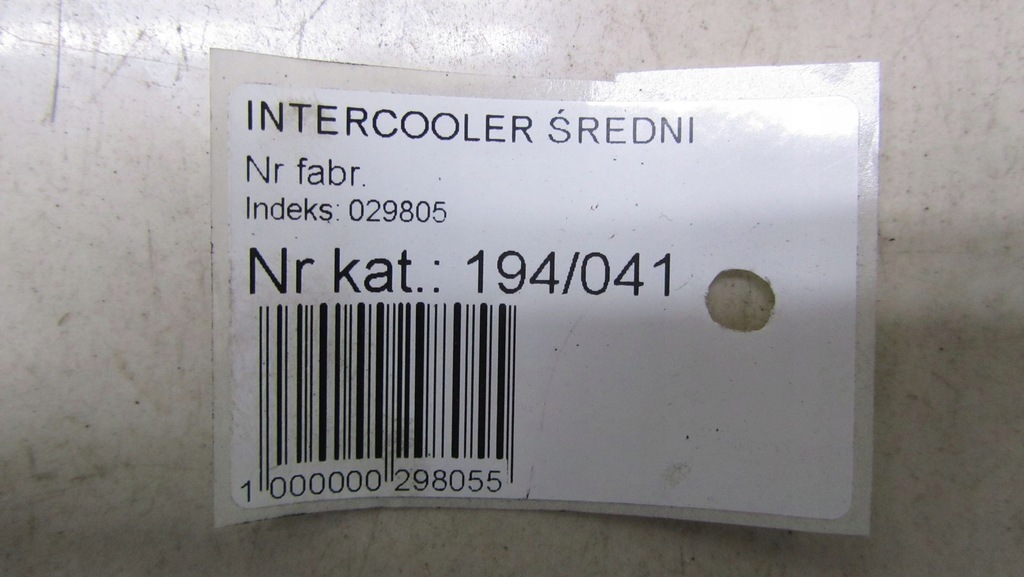 INTERCOOLER ŚREDNI
Nr fabr.
Indeks: 029805
Nr kat.: 194/041
1 000000 298055